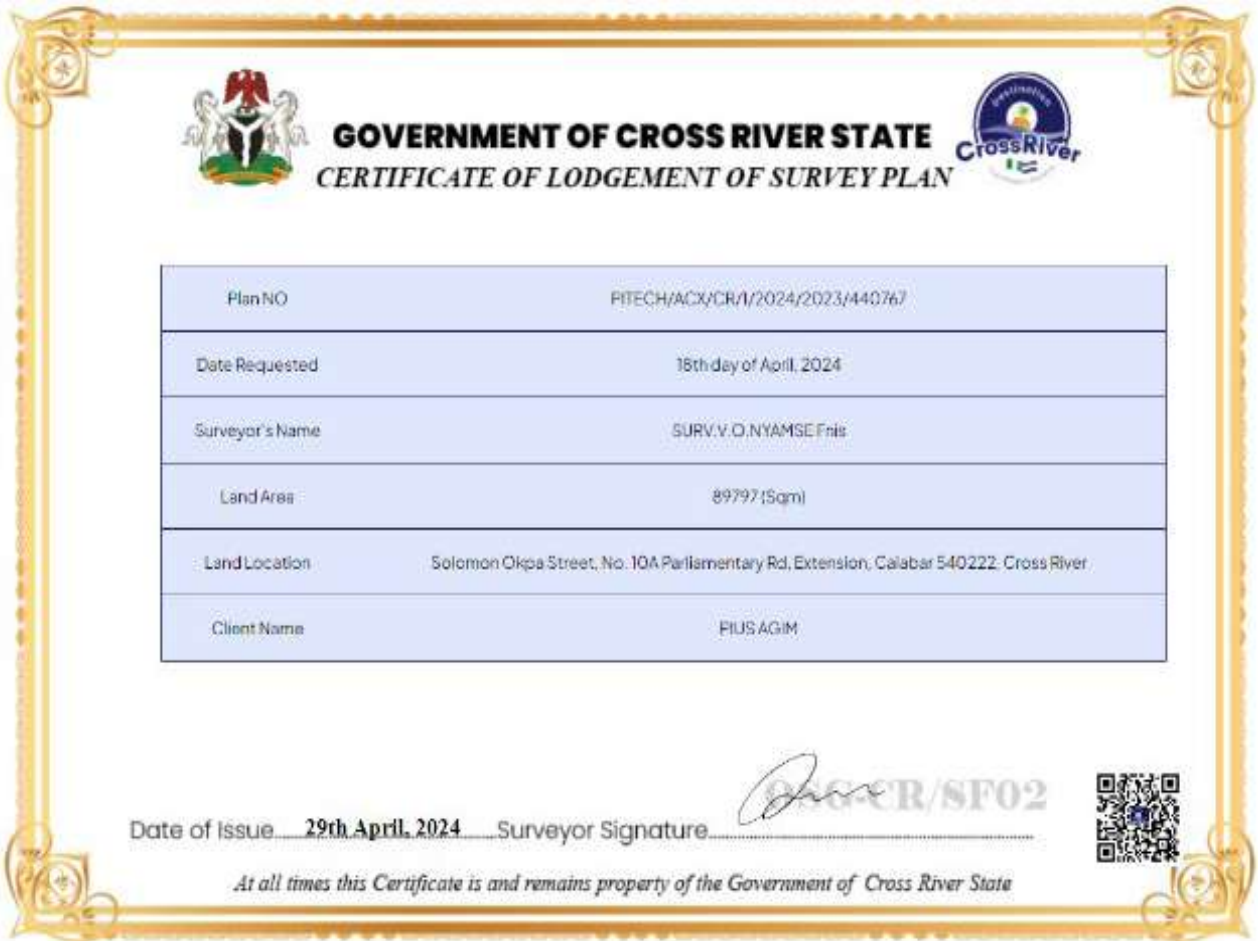 Destination
CrossRiver
GOVERNMENT OF CROSS RIVER STATE
CERTIFICATE OF LODGEMENT OF SURVEY PLAN
Plan NO PITECH/ACX/CR/1/2024/2023/440767
Date Requested 18th day of April, 2024
Surveyor's Name SURV.V.O.NYAMSE Fnis
Land Area 89797 (Sqm)
Land Location Solomon Okpa Street, No. 10A Parliamentary Rd, Extension, Calabar 540222, Cross River
Client Name PIUS AGIM
OSG-CR/SF02
Date of Issue 29th April, 2024 Surveyor Signature
At all times this Certificate is and remains property of the Government of Cross River State